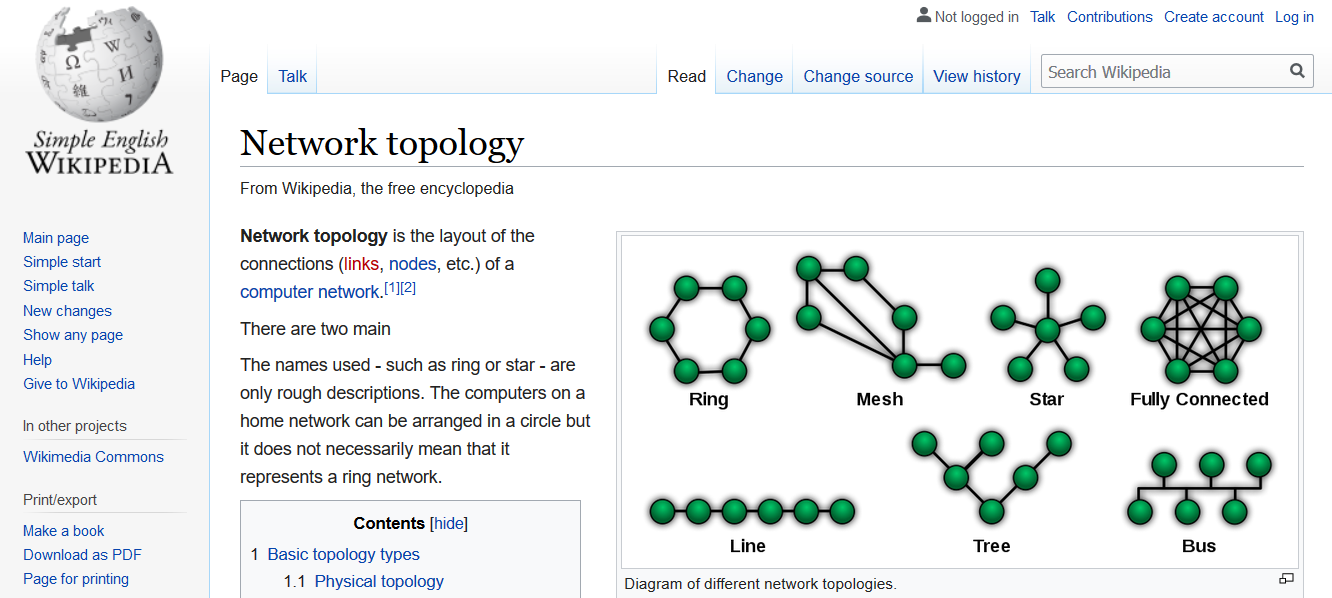 Not logged in Talk Contributions Create account Log in
Page Talk Read Change Change source View history Search Wikipedia
Simple English
WIKIPEDIA
Main page
Simple start
Simple talk
New changes
Show any page
Help
Give to Wikipedia
In other projects
Wikimedia Commons
Print/export
Make a book
Download as PDF
Page for printing
Network topology
From Wikipedia, the free encyclopedia
Network topology is the layout of the
connections (links, nodes, etc.) of a
computer network.[1][2]
There are two main
The names used - such as ring or star - are
only rough descriptions. The computers on a
home network can be arranged in a circle but
it does not necessarily mean that it
represents a ring network.
Contents [hide]
1 Basic topology types
1.1 Physical topology
Ring Mesh Star Fully Connected
Line Tree Bus
Diagram of different network topologies.